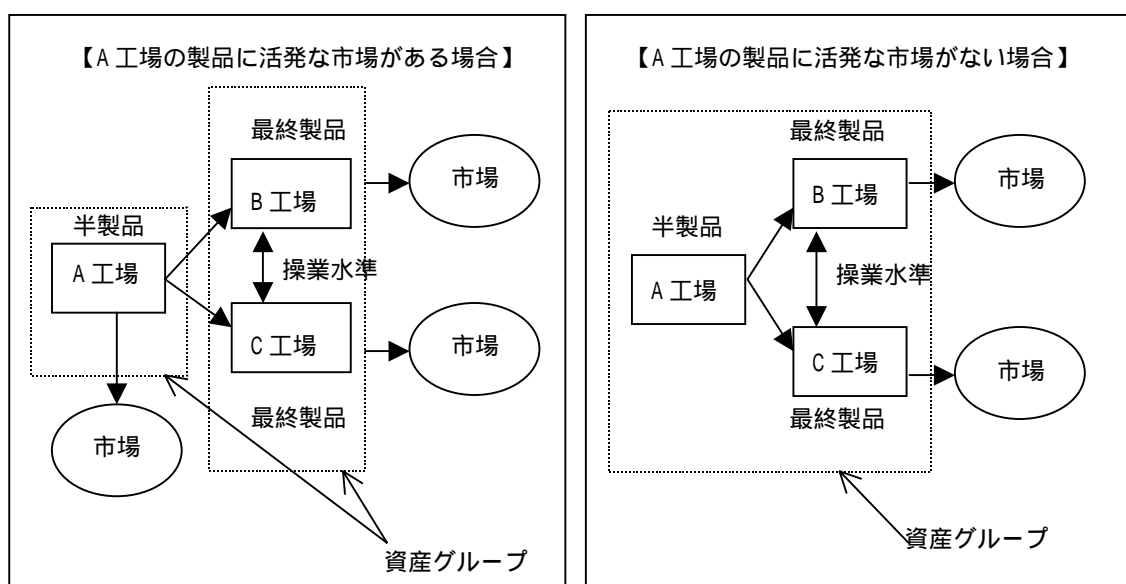 【A工場の製品に活発な市場がある場合】
最終製品
B工場
市場
半製品
A工場
操業水準
C工場
市場
最終製品
市場
資産グループ
【A工場の製品に活発な市場がない場合】
最終製品
B工場
市場
半製品
A工場
操業水準
C工場
市場
最終製品
資産グループ